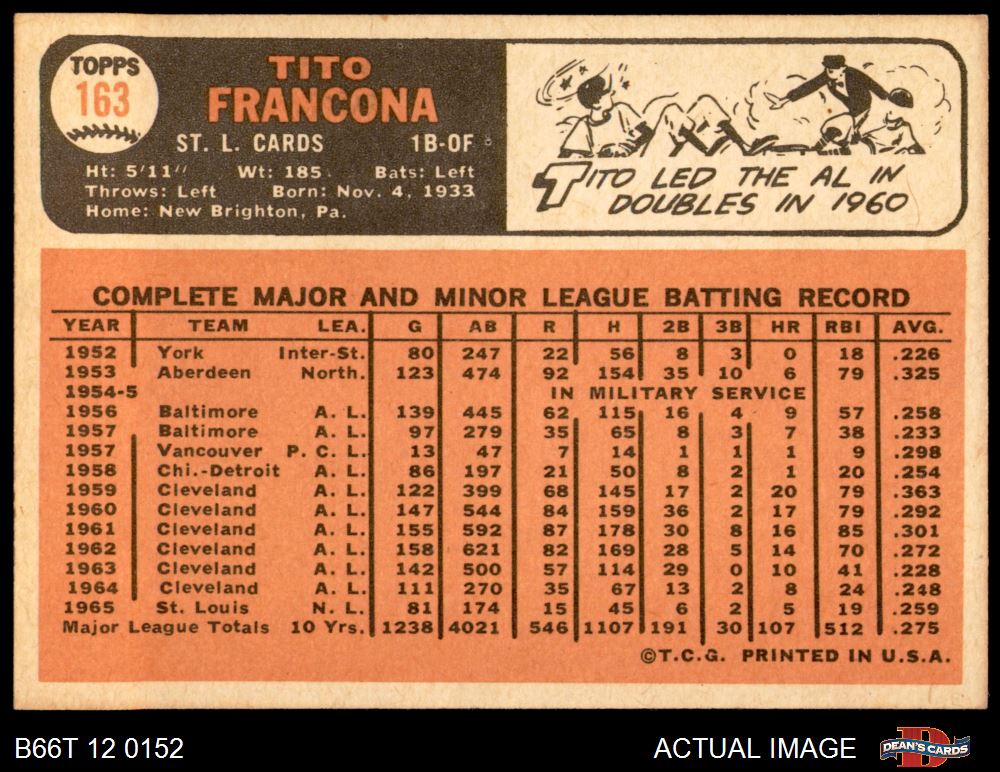 TOPPS
163
TITO
FRANCONA
ST. L. CARDS 1B-OF
Ht: 5'11" Wt: 185 Bats: Left
Throws: Left Born: Nov. 4, 1933
Home: New Brighton, Pa.
TITO LED THE AL IN
DOUBLES IN 1960
COMPLETE MAJOR AND MINOR LEAGUE BATTING RECORD
YEAR TEAM LEA. G AB R H 2B 3B HR RBI AVG.
1952 York Inter-St. 80 247 22 56 8 3 0 18 .226
1953 Aberdeen North. 123 474 92 154 35 10 6 79 .325
1954-5 IN MILITARY SERVICE
1956 Baltimore A. L. 139 445 62 115 16 4 9 57 .258
1957 Baltimore A. L. 97 279 35 65 8 3 7 38 .233
1957 Vancouver P. C. L. 13 47 7 14 1 1 1 9 .298
1958 Chi.-Detroit A. L. 86 197 21 50 8 2 1 20 .254
1959 Cleveland A. L. 122 399 68 145 17 2 20 79 .363
1960 Cleveland A. L. 147 544 84 159 36 2 17 79 .292
1961 Cleveland A. L. 155 592 87 178 30 8 16 85 .301
1962 Cleveland A. L. 158 621 82 169 28 5 14 70 .272
1963 Cleveland A. L. 142 500 57 114 29 0 10 41 .228
1964 Cleveland A. L. 111 270 35 67 13 2 8 24 .248
1965 St. Louis N. L. 81 174 15 45 6 2 5 19 .259
Major League Totals 10 Yrs. 1238 4021 546 1107 191 30 107 512 .275
©T.C.G. PRINTED IN U.S.A.
B66T 12 0152 ACTUAL IMAGE DEAN'S CARDS